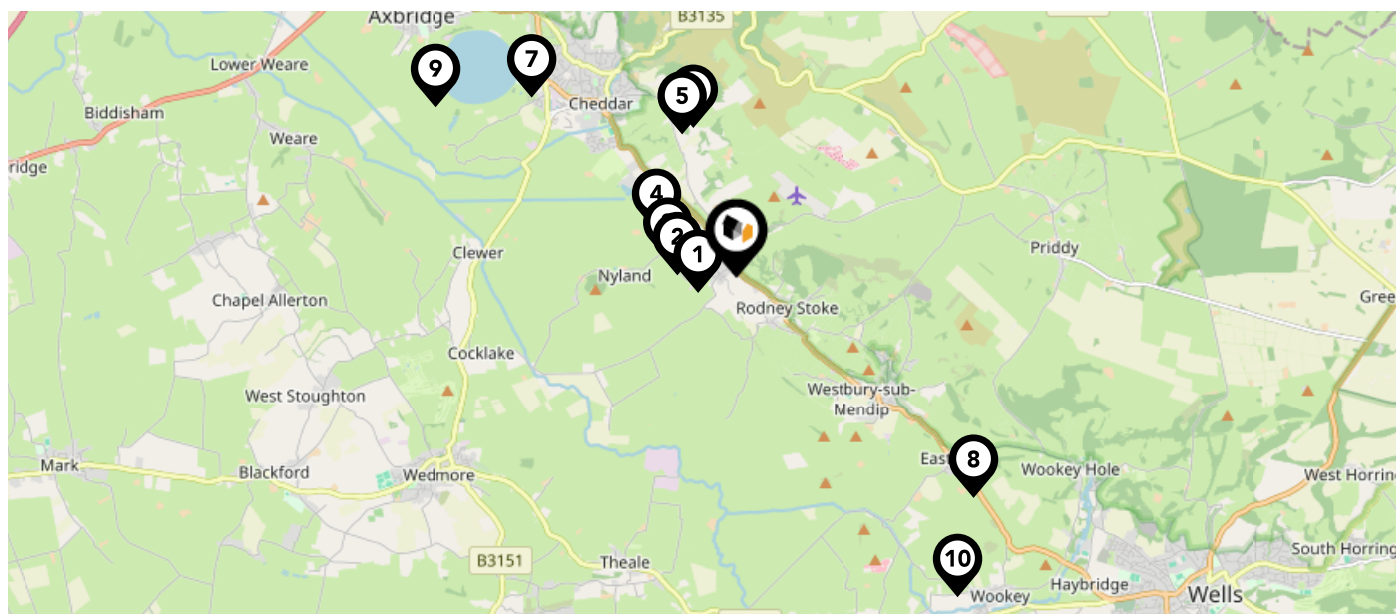 Axbridge
B3135
Lower Weare
9
7
5
Cheddar
Biddisham
Weare
ridge
4
2
1
Clewer
Priddy
Nyland
Chapel Allerton
Rodney Stoke
Gree
Cocklake
West Stoughton
Westbury-sub-
Mendip
Mark
Blackford
Wedmore
East
8
Wookey Hole
West Horrin
B3151
Theale
10
South Horring
Haybridge
Wookey
Wells